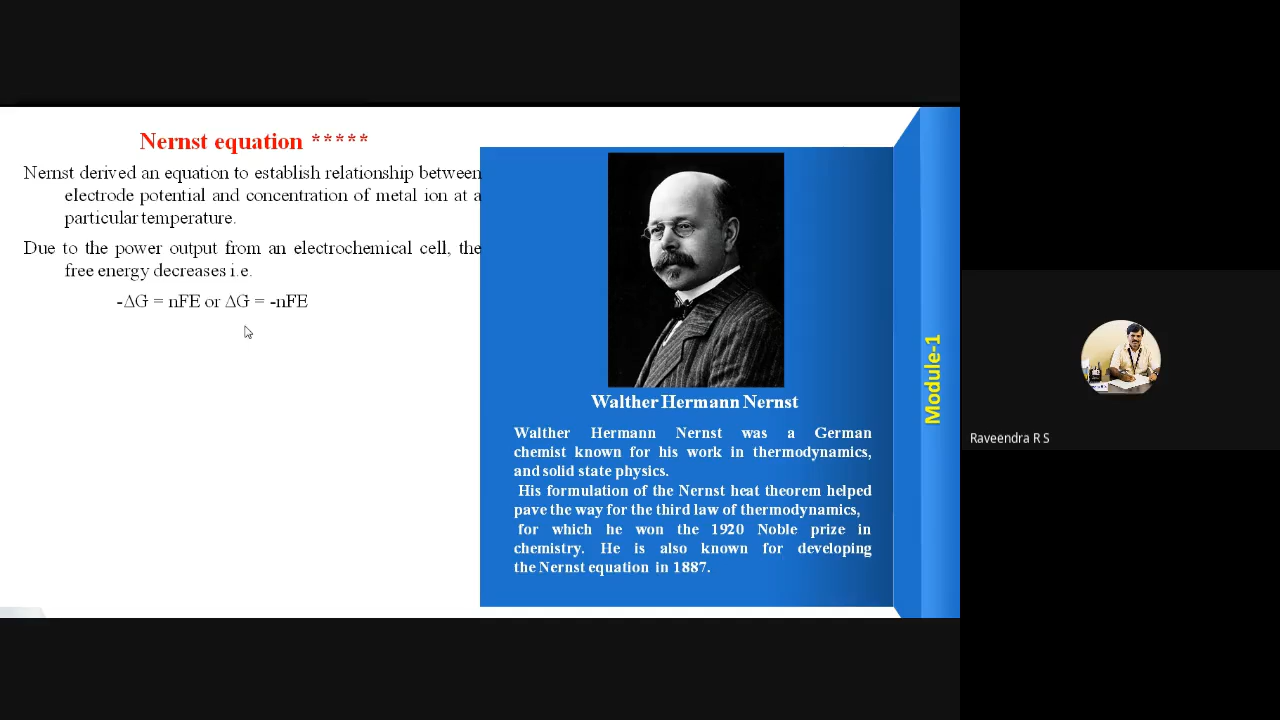 Nernst equation *****
Nernst derived an equation to establish relationship between
electrode potential and concentration of metal ion at a
particular temperature.
Due to the power output from an electrochemical cell, the
free energy decreases i.e.
-ΔG = nFE or ΔG = -nFE
Walther Hermann Nernst
Walther Hermann Nernst was a German
chemist known for his work in thermodynamics,
and solid state physics.
His formulation of the Nernst heat theorem helped
pave the way for the third law of thermodynamics,
for which he won the 1920 Noble prize in
chemistry. He is also known for developing
the Nernst equation in 1887.
Module-1
Raveendra R S